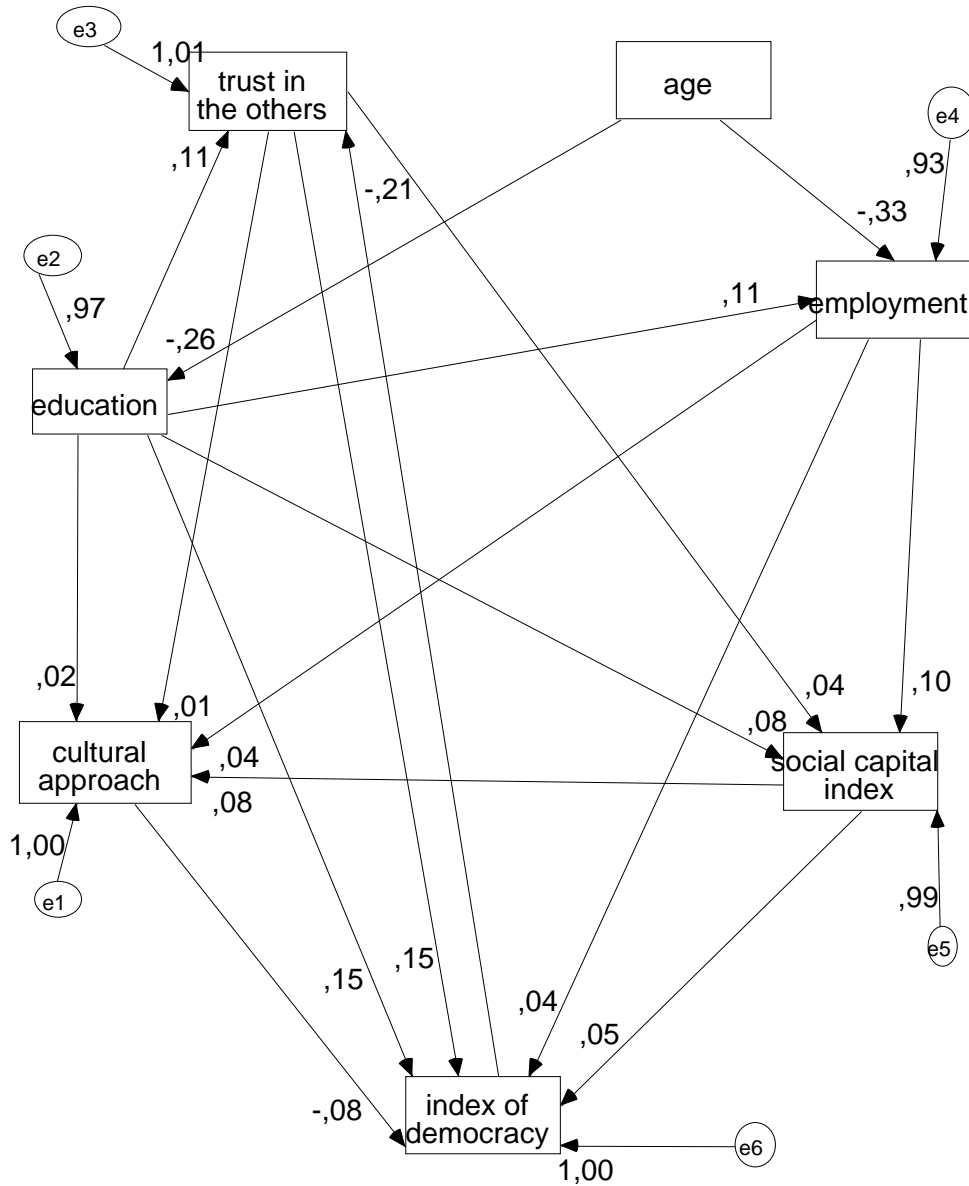 e3
1,01
trust in
the others
age
e4
,11
-,21
,93
-,33
e2
,97
,11
employment
-,26
education
,02
,01
,04
,10
,08
cultural
approach
,04
social capital
index
,08
1,00
e1
,99
e5
,15
,15
,04
,05
-,08
index of
democracy
e6
1,00